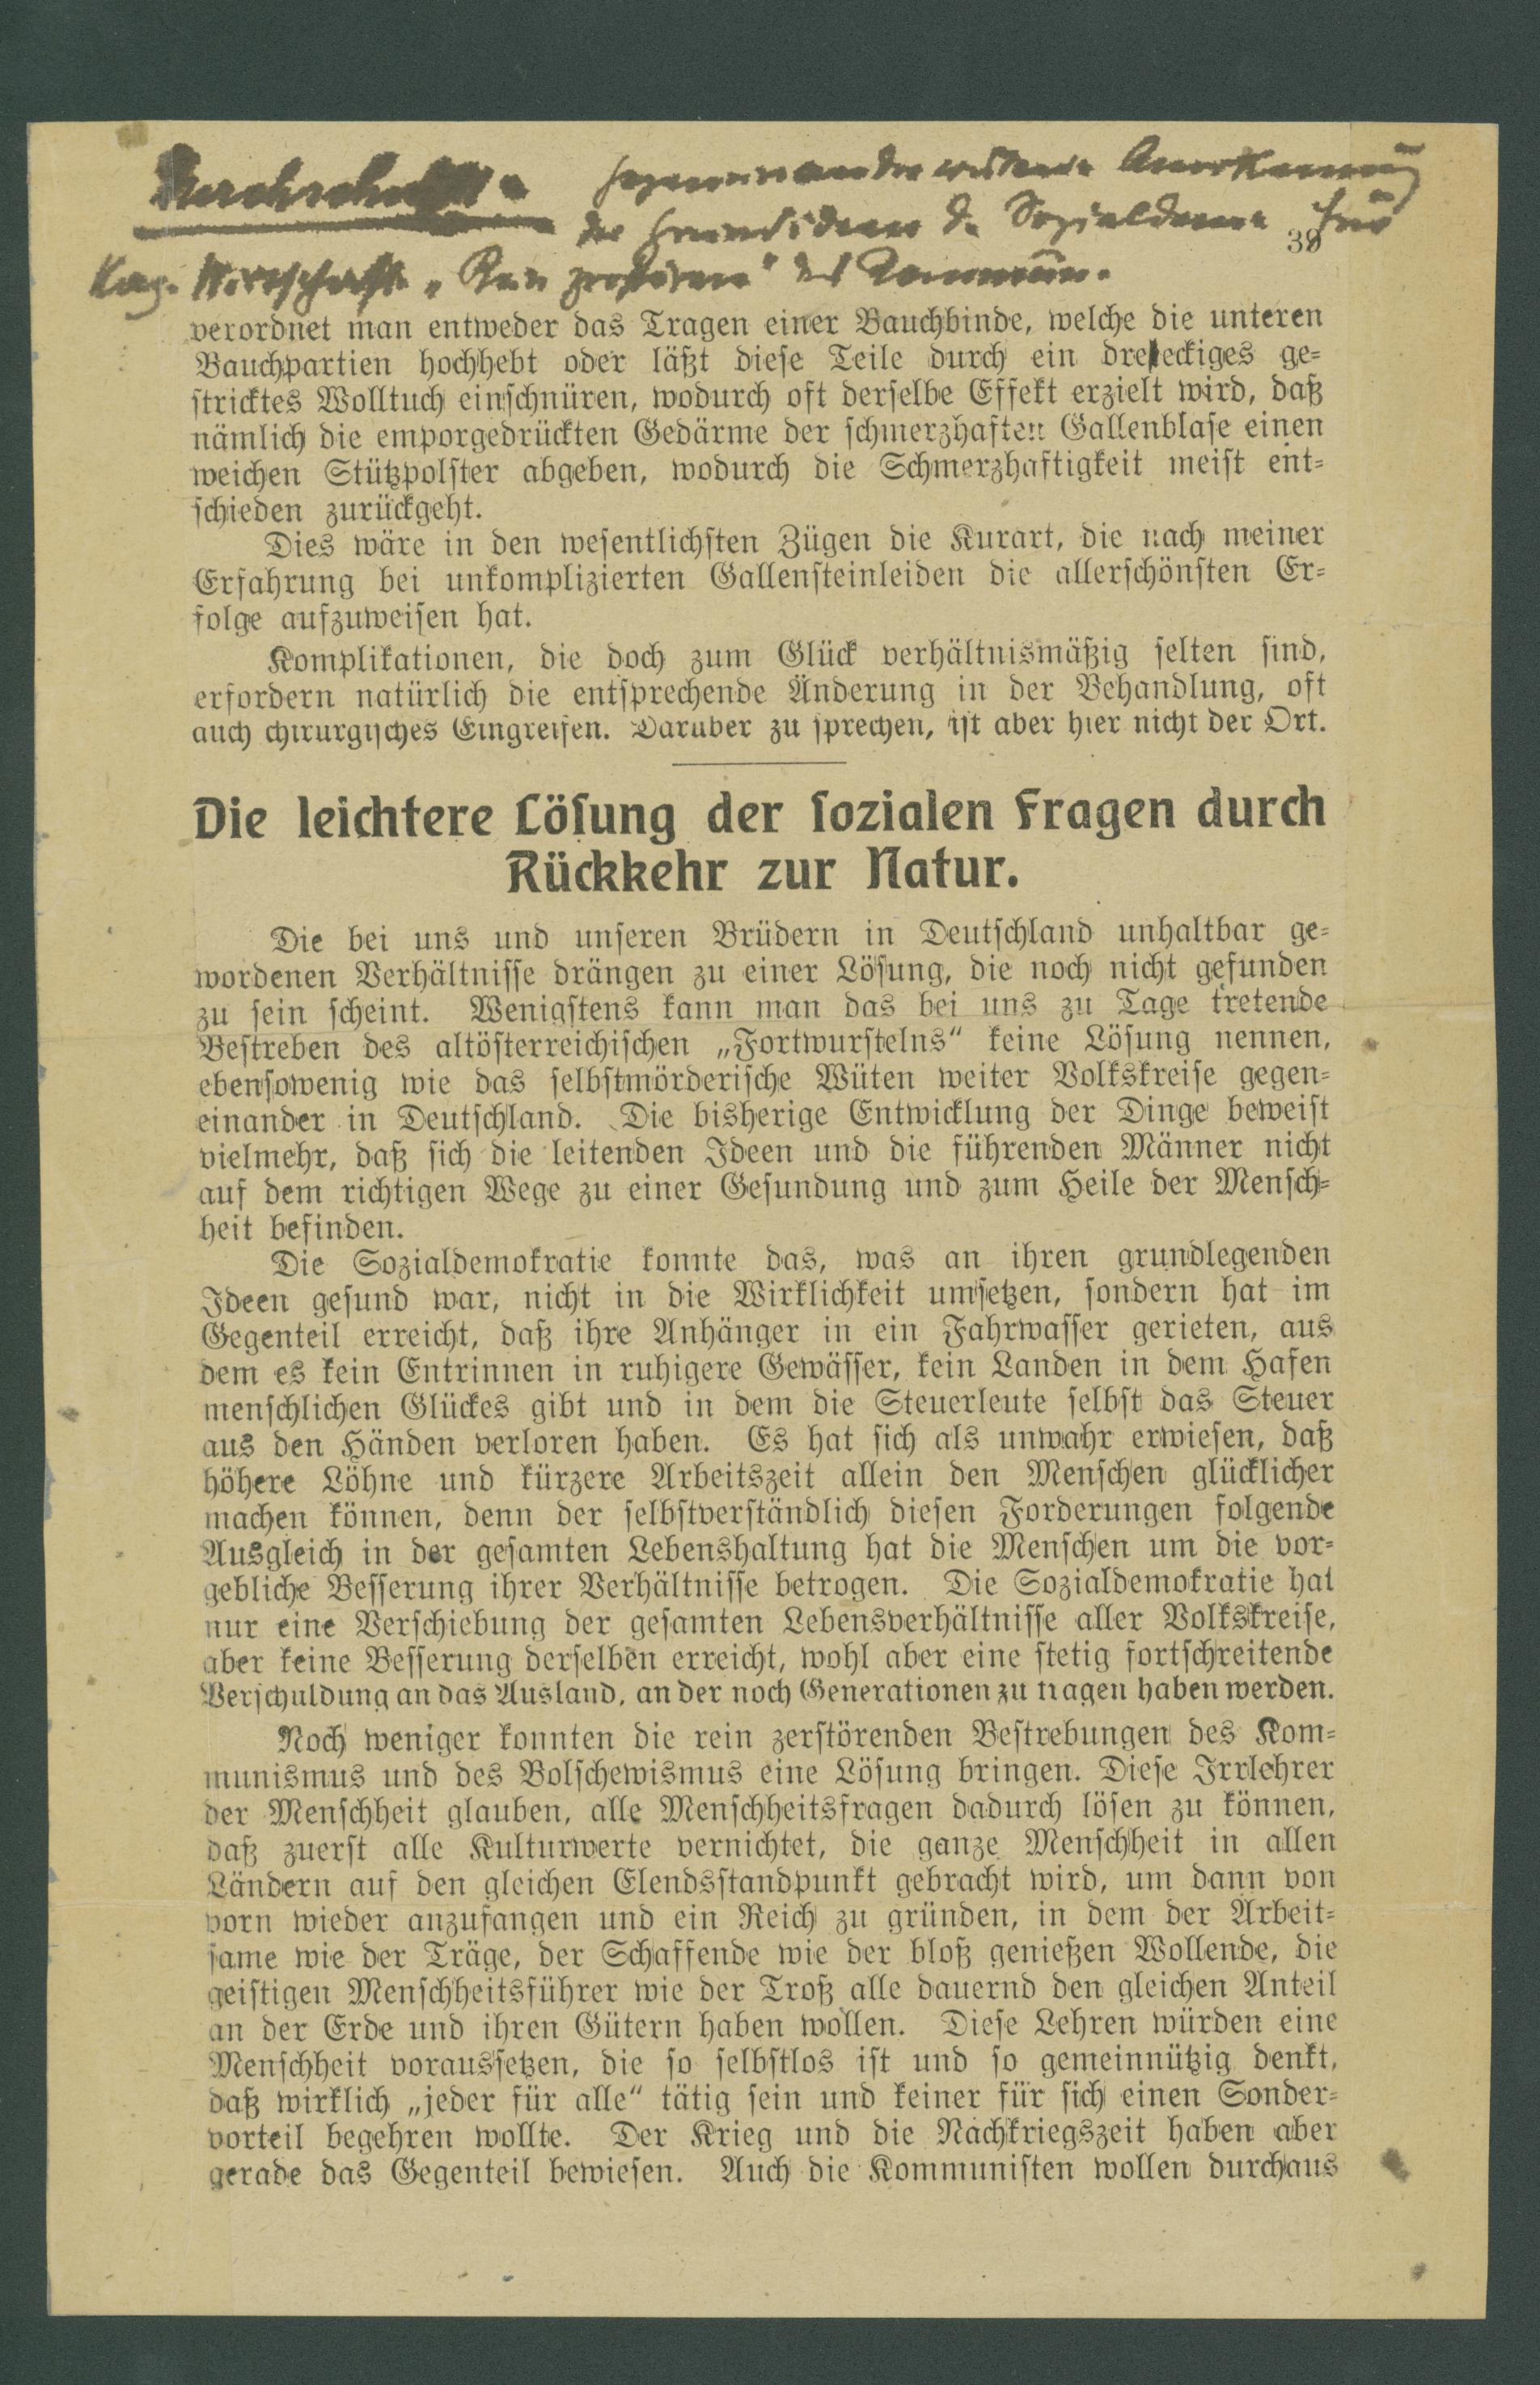 der Grundideen d. Sozialdem. für
39
Wirtschaft "Rein zerstören" des Kommun.
verordnet man entweder das Tragen einer Bauchbinde, welche die unteren
Bauchpartien hochhebt oder läßt diese Teile durch ein dreieckiges ge-
stricktes Wolltuch einschnüren, wodurch oft derselbe Effekt erzielt wird, daß
nämlich die emporgedrückten Gedärme der schmerzhaften Gallenblase einen
weichen Stützpolster abgeben, wodurch die Schmerzhaftigkeit meist ent-
schieden zurückgeht.
Dies wäre in den wesentlichsten Zügen die Kurart, die nach meiner
Erfahrung bei unkomplizierten Gallensteinleiden die allerschönsten Er-
folge aufzuweisen hat.
Komplikationen, die doch zum Glück verhältnismäßig selten sind,
erfordern natürlich die entsprechende Änderung in der Behandlung, oft
auch chirurgisches Eingreifen. Darüber zu sprechen, ist aber hier nicht der Ort.
Die leichtere Lösung der sozialen Fragen durch
Rückkehr zur Natur.
Die bei uns und unseren Brüdern in Deutschland unhaltbar ge-
wordenen Verhältnisse drängen zu einer Lösung, die noch nicht gefunden
zu sein scheint. Wenigstens kann man das bei uns zu Tage tretende
Bestreben des altösterreichischen „Fortwurstelns“ keine Lösung nennen,
ebensowenig wie das selbstmörderische Wüten weiter Volkskreise gegen-
einander in Deutschland. Die bisherige Entwicklung der Dinge beweist
vielmehr, daß sich die leitenden Ideen und die führenden Männer nicht
auf dem richtigen Wege zu einer Gesundung und zum Heile der Mensch-
heit befinden.
Die Sozialdemokratie konnte das, was an ihren grundlegenden
Ideen gesund war, nicht in die Wirklichkeit umsetzen, sondern hat im
Gegenteil erreicht, daß ihre Anhänger in ein Fahrwasser gerieten, aus
dem es kein Entrinnen in ruhigere Gewässer, kein Landen in dem Hafen
menschlichen Glückes gibt und in dem die Steuerleute selbst das Steuer
aus den Händen verloren haben. Es hat sich als unwahr erwiesen, daß
höhere Löhne und kürzere Arbeitszeit allein den Menschen glücklicher
machen können, denn der selbstverständlich diesen Forderungen folgende
Ausgleich in der gesamten Lebenshaltung hat die Menschen um die vor-
gebliche Besserung ihrer Verhältnisse betrogen. Die Sozialdemokratie hat
nur eine Verschiebung der gesamten Lebensverhältnisse aller Volkskreise,
aber keine Besserung derselben erreicht, wohl aber eine stetig fortschreitende
Verschuldung an das Ausland, an der noch Generationen zu tragen haben werden.
Noch weniger konnten die rein zerstörenden Bestrebungen des Kom-
munismus und des Bolschewismus eine Lösung bringen. Diese Irrlehrer
der Menschheit glauben, alle Menschheitsfragen dadurch lösen zu können,
daß zuerst alle Kulturwerte vernichtet, die ganze Menschheit in allen
Ländern auf den gleichen Elendsstandpunkt gebracht wird, um dann von
vorn wieder anzufangen und ein Reich zu gründen, in dem der Arbeit-
same wie der Träge, der Schaffende wie der bloß genießen Wollende, die
geistigen Menschheitsführer wie der Troß alle dauernd den gleichen Anteil
an der Erde und ihren Gütern haben wollen. Diese Lehren würden eine
Menschheit voraussetzen, die so selbstlos ist und so gemeinnützig denkt,
daß wirklich „jeder für alle“ tätig sein und keiner für sich einen Sonder-
vorteil begehren wollte. Der Krieg und die Nachkriegszeit haben aber
gerade das Gegenteil bewiesen. Auch die Kommunisten wollen durchaus